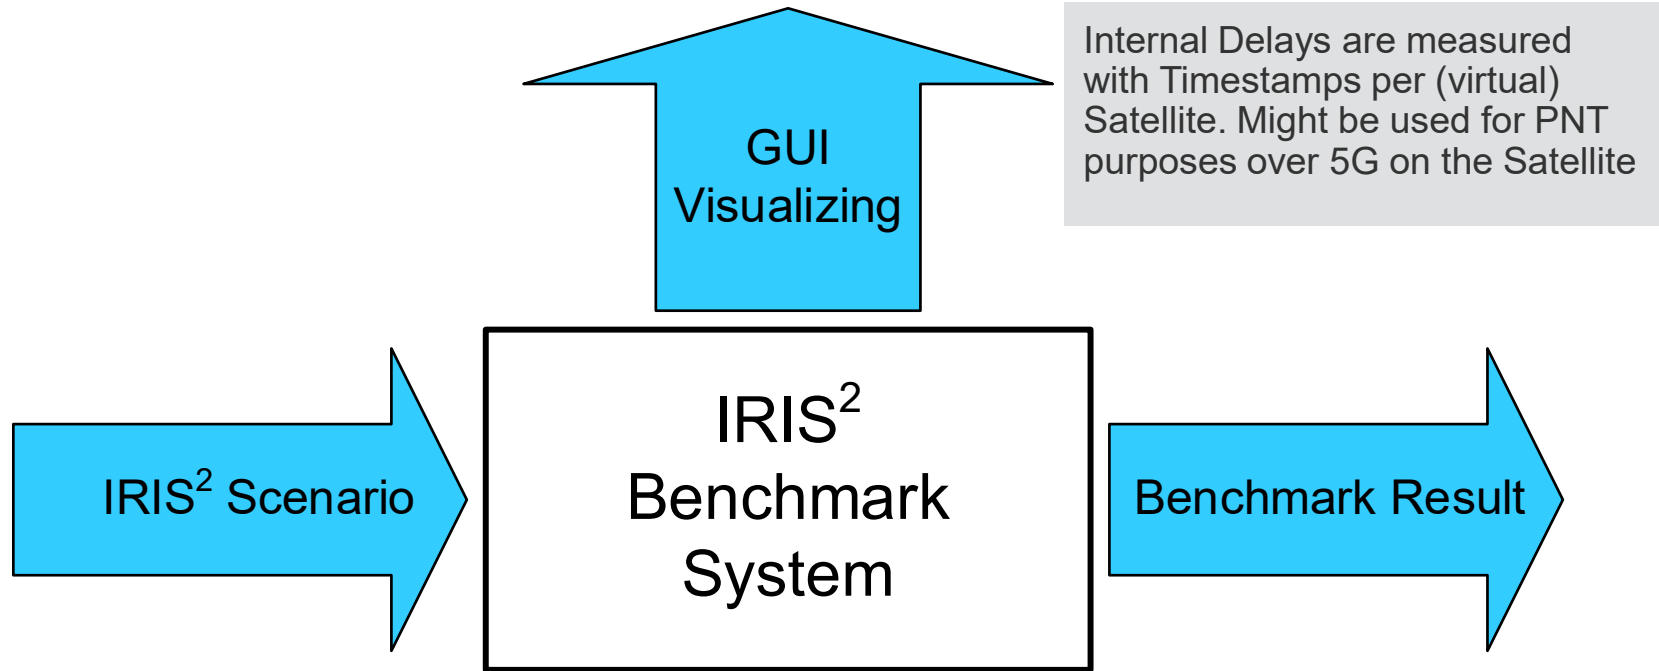 Internal Delays are measured
with Timestamps per (virtual)
Satellite. Might be used for PNT
purposes over 5G on the Satellite
GUI
Visualizing
IRIS² Scenario
IRIS²
Benchmark
System
Benchmark Result